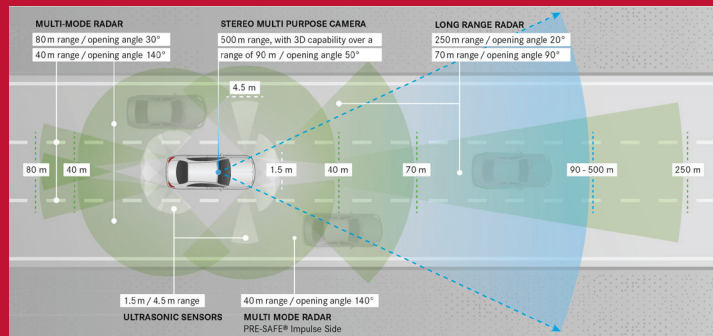 MULTI-MODE RADAR
80 m range / opening angle 30°
40 m range / opening angle 140°
STEREO MULTI PURPOSE CAMERA
500 m range, with 3D capability over a
range of 90 m / opening angle 50°
LONG RANGE RADAR
250 m range / opening angle 20°
70 m range / opening angle 90°
4.5 m
80 m
40 m
1.5 m
40 m
70 m
90 - 500 m
250 m
1.5 m / 4.5 m range
ULTRASONIC SENSORS
40 m range / opening angle 140°
MULTI MODE RADAR
PRE-SAFE® Impulse Side